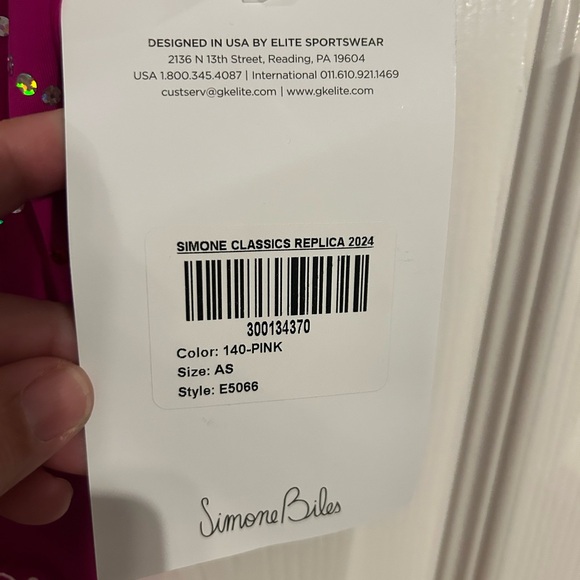 DESIGNED IN USA BY ELITE SPORTSWEAR
2136 N 13th Street, Reading, PA 19604
USA 1.800.345.4087 | International 011.610.921.1469
custserv@gkelite.com | www.gkelite.com
SIMONE CLASSICS REPLICA 2024
300134370
Color: 140-PINK
Size: AS
Style: E5066
Simone Biles